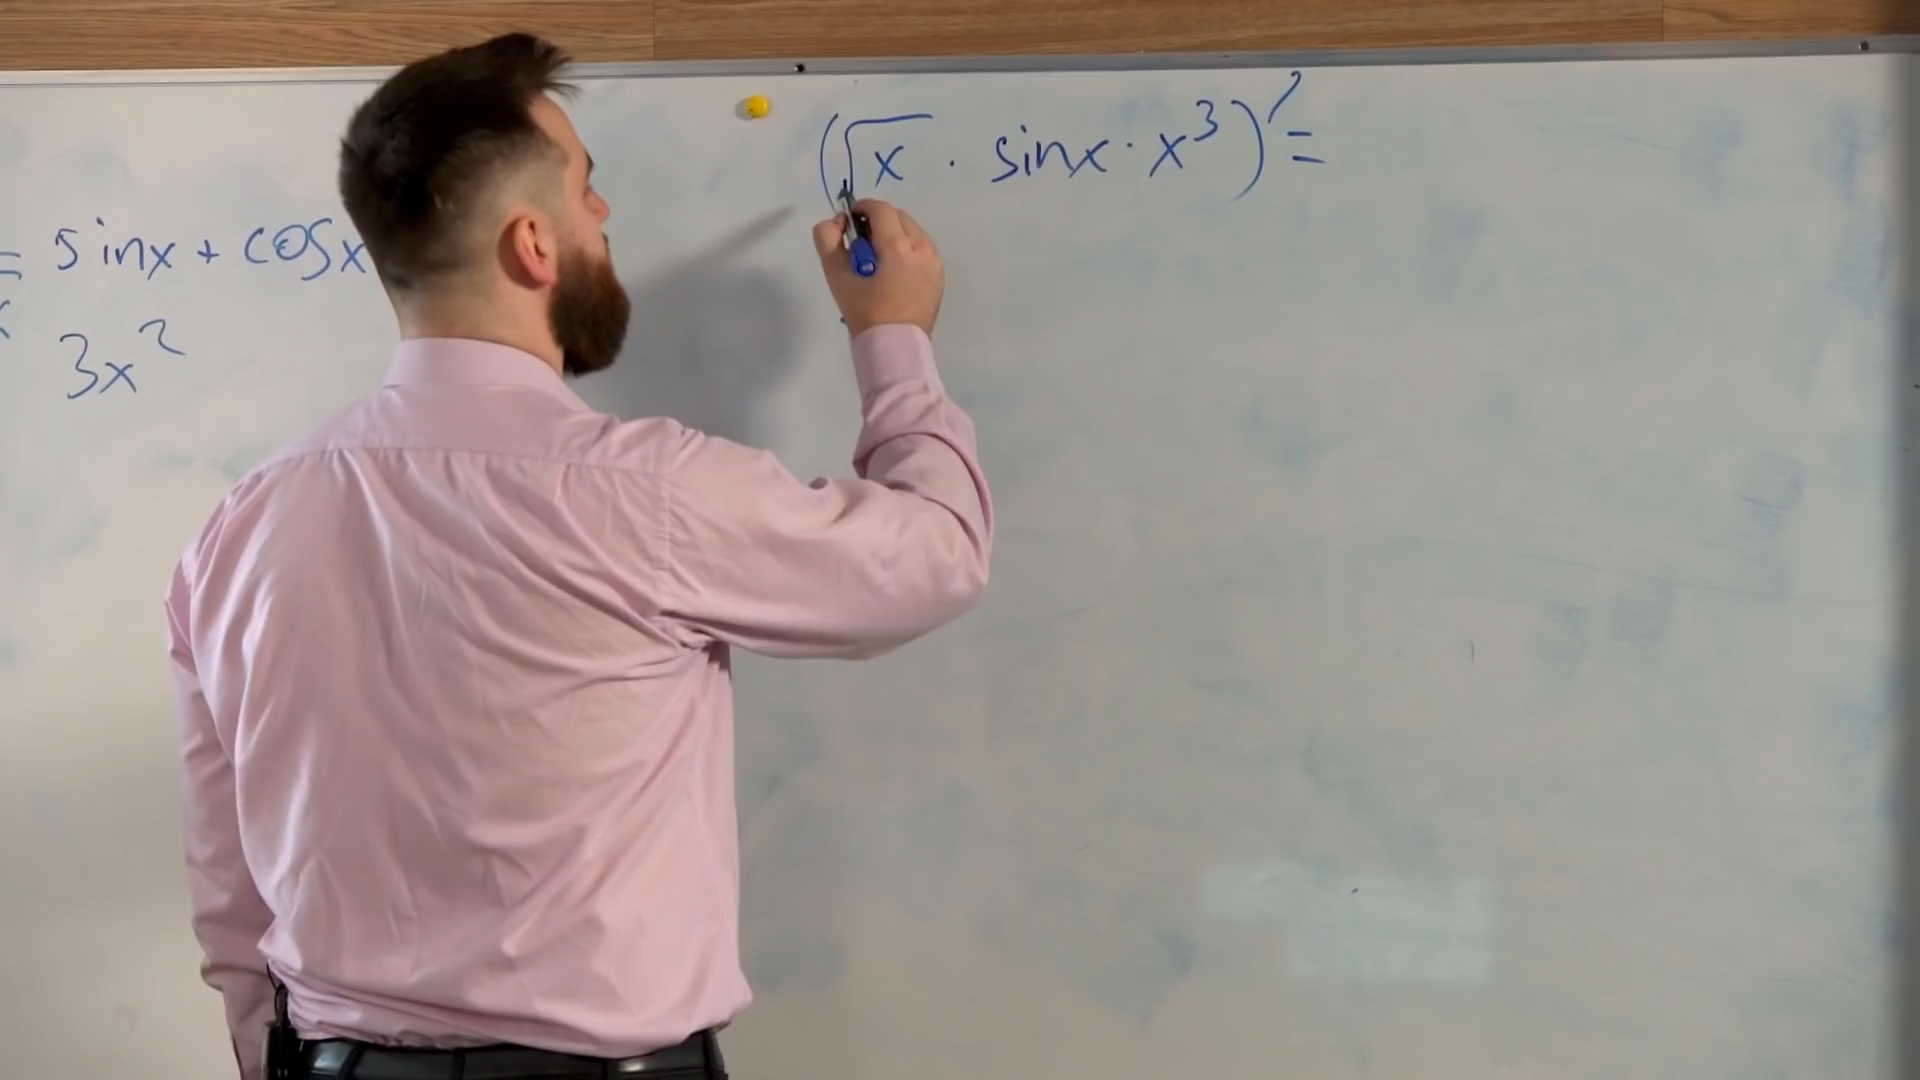 = sinx + cosx
3x²
(√x · sinx · x³)' =